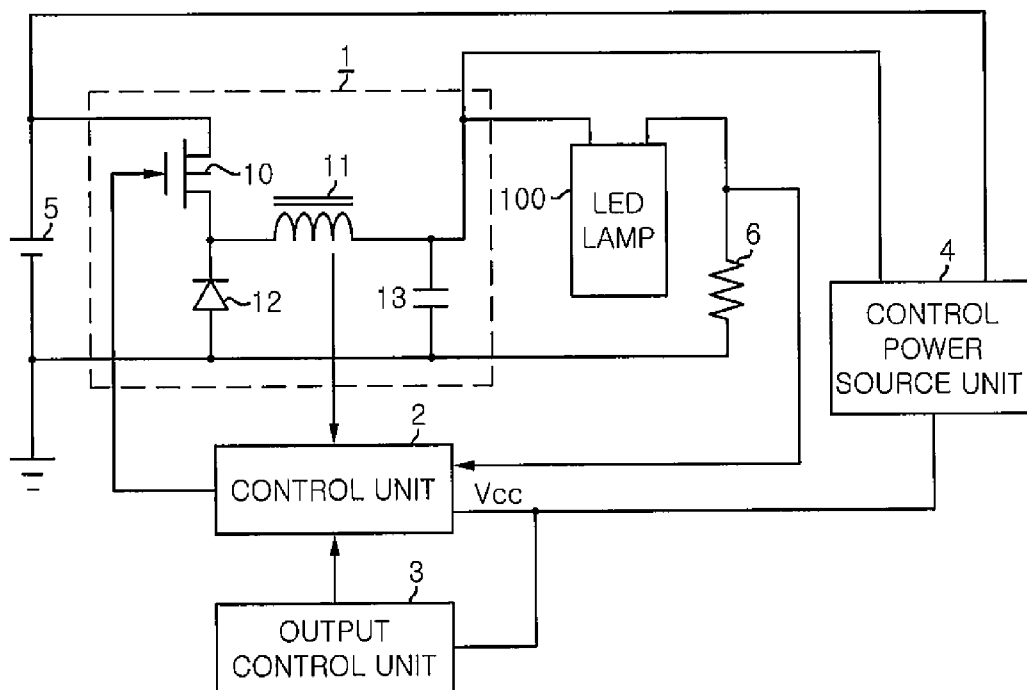 1
10
11
5
12
13
100
LED
LAMP
6
4
CONTROL
POWER
SOURCE UNIT
2
CONTROL UNIT
Vcc
3
OUTPUT
CONTROL UNIT